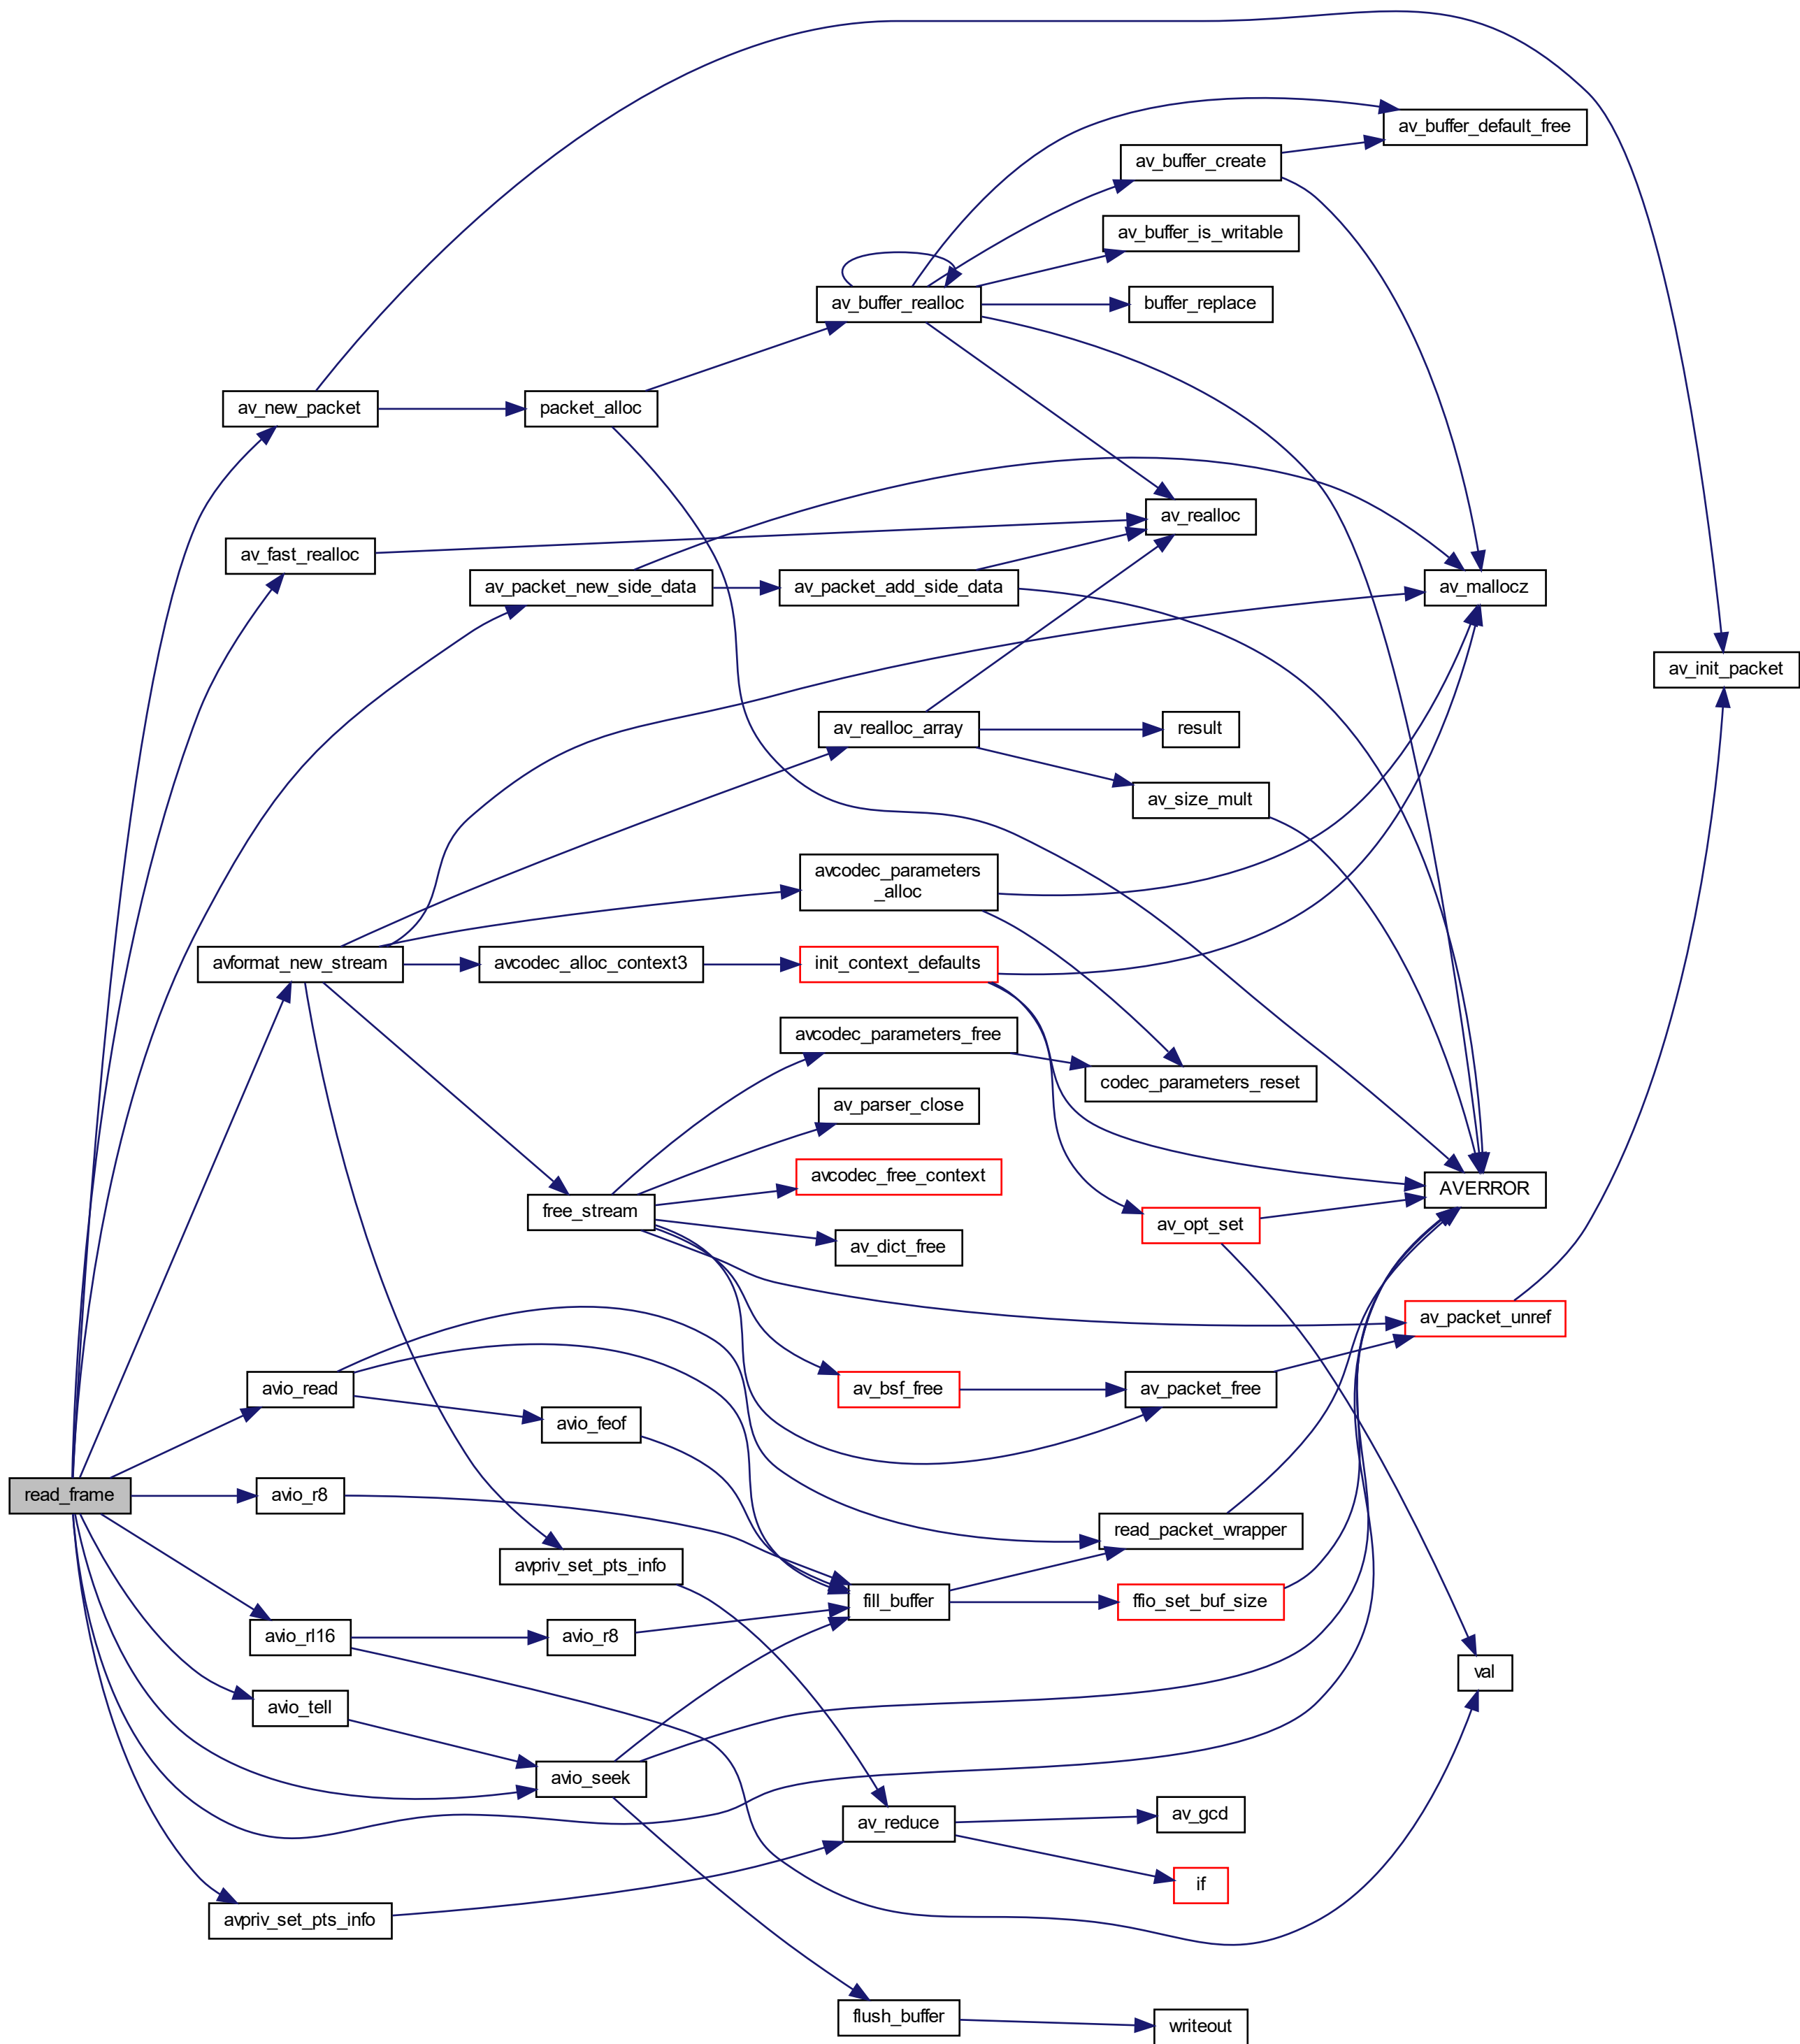 av_buffer_default_free
av_buffer_create
av_buffer_is_writable
av_buffer_realloc
buffer_replace
av_new_packet
packet_alloc
av_realloc
av_fast_realloc
av_packet_new_side_data
av_packet_add_side_data
av_mallocz
av_init_packet
av_realloc_array
result
av_size_mult
avcodec_parameters
_alloc
avformat_new_stream
avcodec_alloc_context3
init_context_defaults
avcodec_parameters_free
codec_parameters_reset
av_parser_close
avcodec_free_context
AVERROR
free_stream
av_opt_set
av_dict_free
av_packet_unref
avio_read
av_bsf_free
av_packet_free
avio_feof
read_frame
avio_r8
read_packet_wrapper
avpriv_set_pts_info
fill_buffer
ffio_set_buf_size
avio_rl16
avio_r8
val
avio_tell
avio_seek
av_reduce
av_gcd
if
avpriv_set_pts_info
flush_buffer
writeout